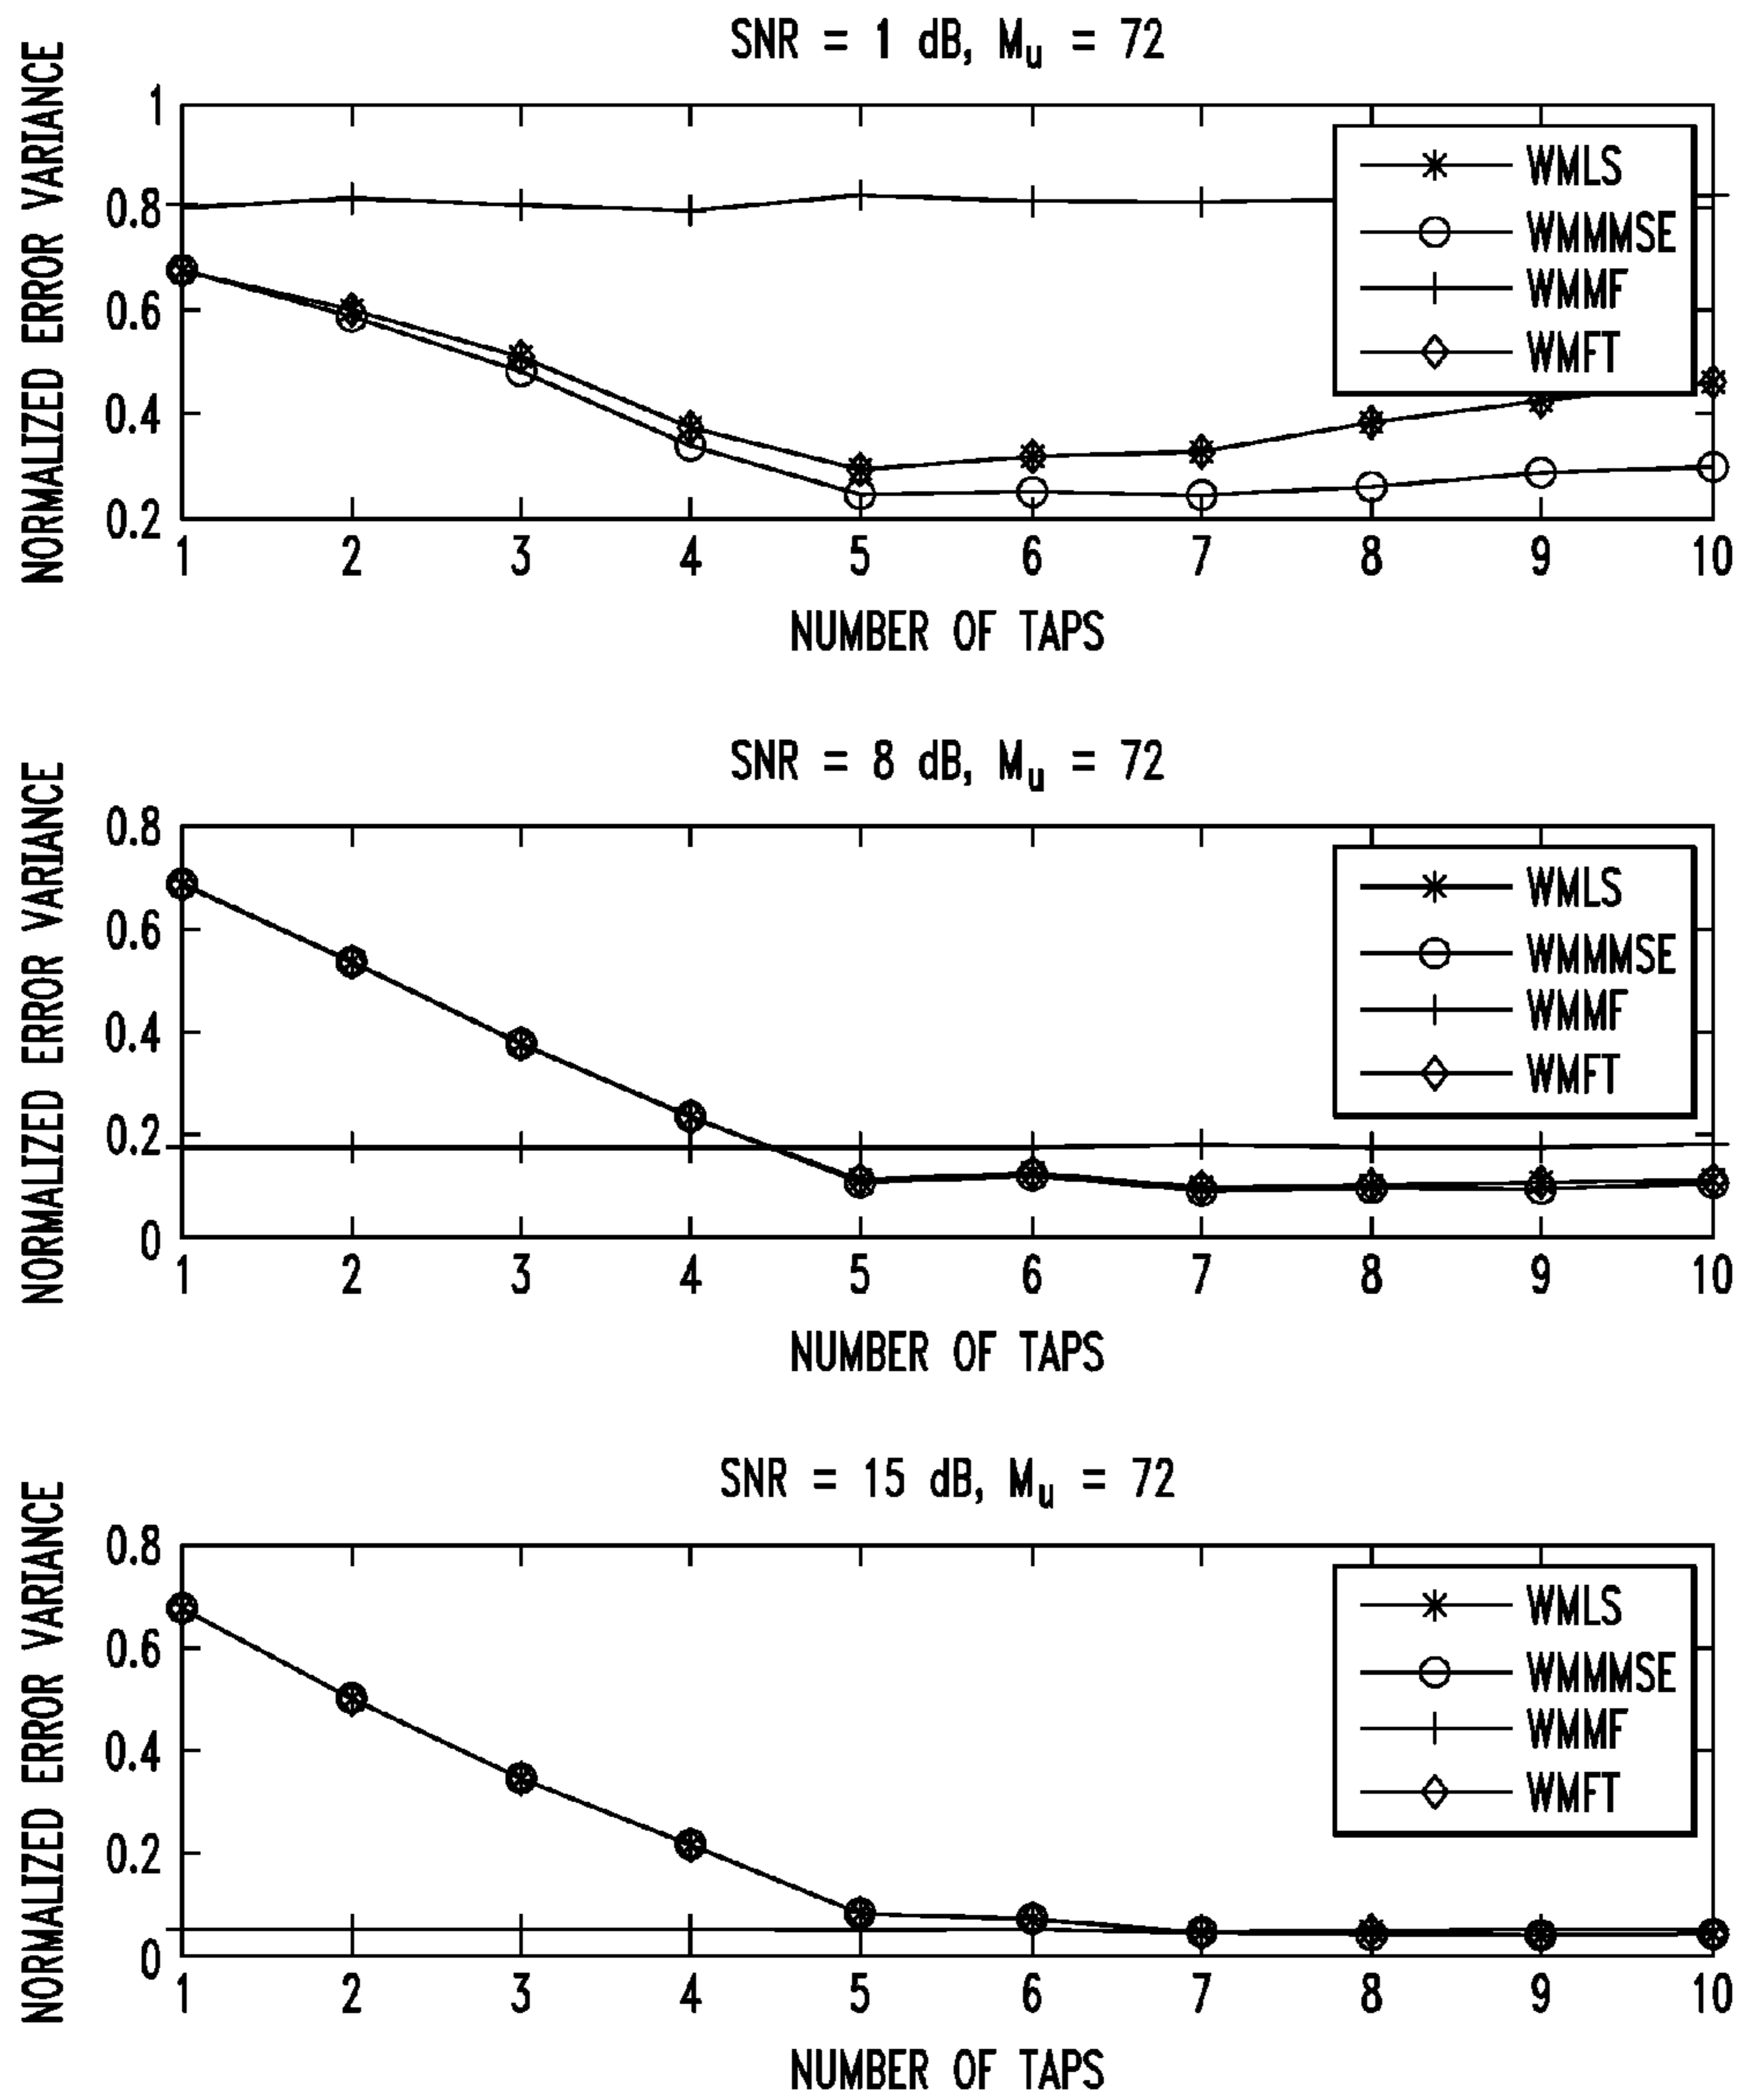 SNR = 1 dB, Mu = 72
NORMALIZED ERROR VARIANCE
1
0.8
0.6
0.4
0.2
WMLS
WMMMSE
WMMF
WMFT
1 2 3 4 5 6 7 8 9 10
NUMBER OF TAPS
SNR = 8 dB, Mu = 72
NORMALIZED ERROR VARIANCE
0.8
0.6
0.4
0.2
0
WMLS
WMMMSE
WMMF
WMFT
1 2 3 4 5 6 7 8 9 10
NUMBER OF TAPS
SNR = 15 dB, Mu = 72
NORMALIZED ERROR VARIANCE
0.8
0.6
0.4
0.2
0
WMLS
WMMMSE
WMMF
WMFT
1 2 3 4 5 6 7 8 9 10
NUMBER OF TAPS